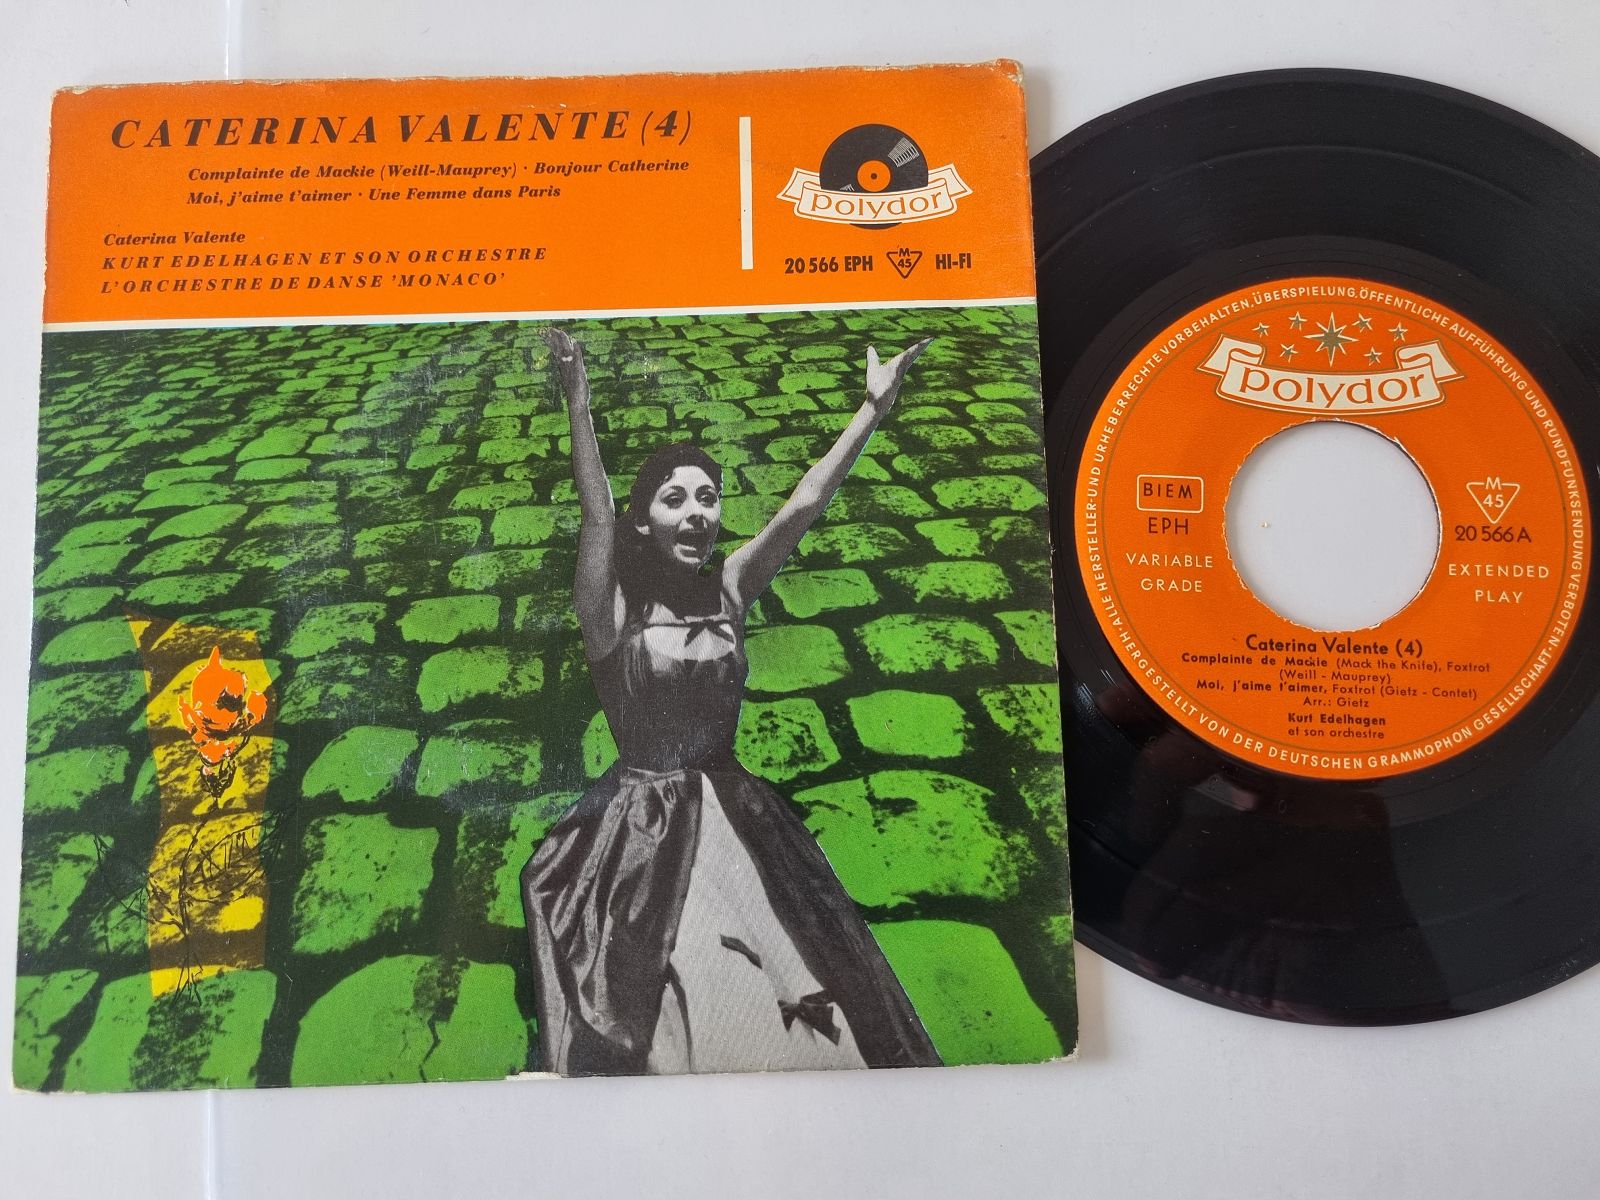 CATERINA VALENTE (4)
Complainte de Mackie (Weill-Mauprey) · Bonjour Catherine
Moi, j'aime t'aimer · Une Femme dans Paris
Caterina Valente
KURT EDELHAGEN ET SON ORCHESTRE
L'ORCHESTRE DE DANSE 'MONACO'
polydor
20 566 EPH M 45 HI-FI
ALLE HERSTELLER- UND URHEBERRECHTE VORBEHALTEN. ÜBERSPIELUNG, ÖFFENTLICHE AUFFÜHRUNG UND RUNDFUNKSENDUNG VERBOTEN
HERGESTELLT VON DER DEUTSCHEN GRAMMOPHON GESELLSCHAFT
polydor
BIEM
EPH
VARIABLE
GRADE
M
45
20 566 A
EXTENDED
PLAY
Caterina Valente (4)
Complainte de Mackie (Mack the Knife), Foxtrot
(Weill - Mauprey)
Moi, j'aime t'aimer, Foxtrot (Gietz - Contet)
Arr.: Gietz
Kurt Edelhagen
et son orchestre